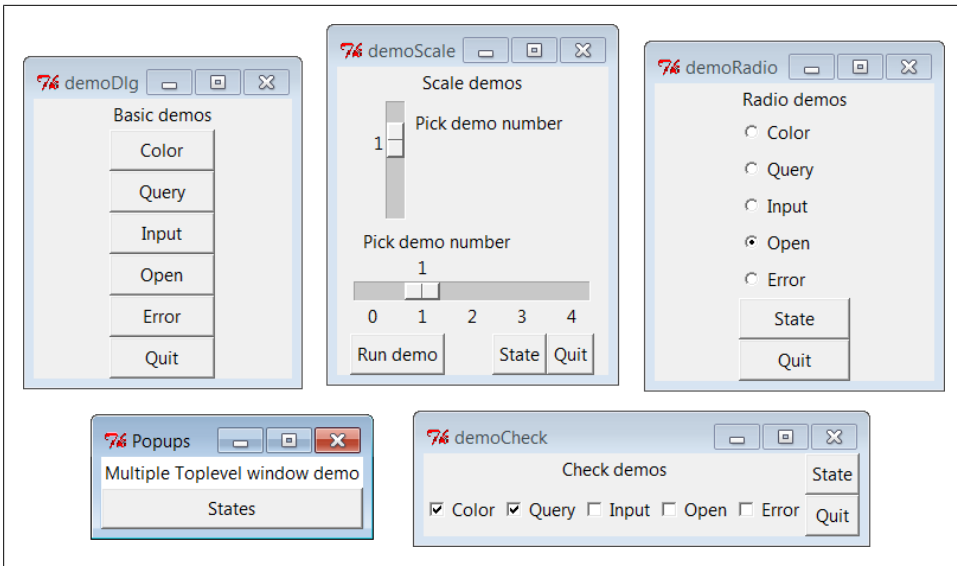 demoDlg
Basic demos
Color
Query
Input
Open
Error
Quit
demoScale
Scale demos
Pick demo number
1
Pick demo number
1
0 1 2 3 4
Run demo State Quit
demoRadio
Radio demos
Color
Query
Input
Open
Error
State
Quit
Popups
Multiple Toplevel window demo
States
demoCheck
Check demos
State
Color Query Input Open Error
Quit